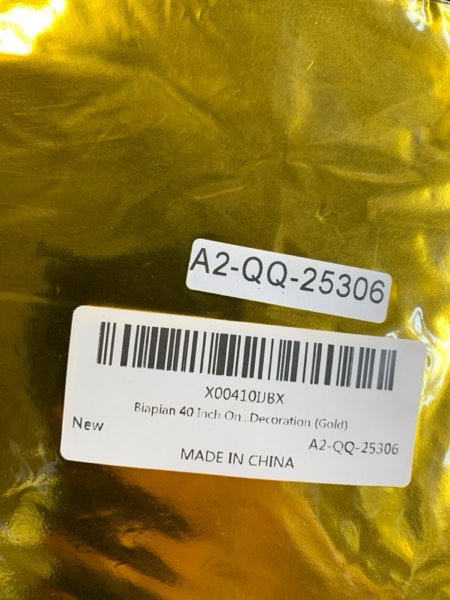 A2-QQ-25306
X00410IJBX
Biapian 40 Inch On...Decoration (Gold)
New
A2-QQ-25306
MADE IN CHINA